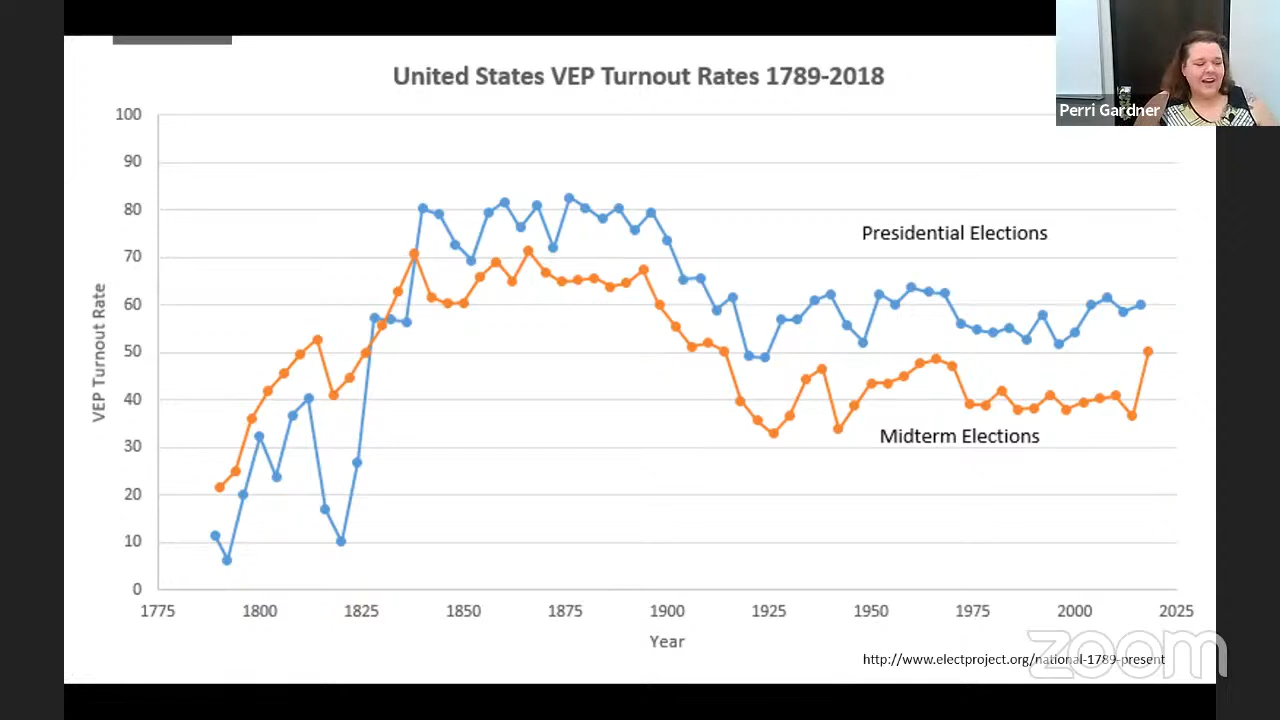 United States VEP Turnout Rates 1789-2018
Perri Gardner
100
90
80
70
60
50
40
30
20
10
0
VEP Turnout Rate
Presidential Elections
Midterm Elections
1775 1800 1825 1850 1875 1900 1925 1950 1975 2000 2025
Year
http://www.electproject.org/national-1789-present
zoom